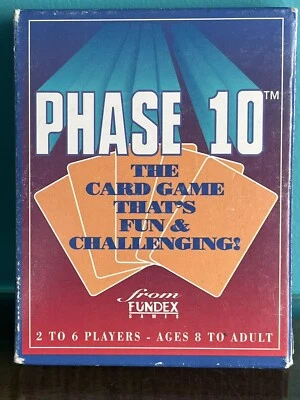 PHASE 10™
THE
CARD GAME
THAT'S
FUN &
CHALLENGING!
from
FUNDEX
GAMES
2 TO 6 PLAYERS - AGES 8 TO ADULT